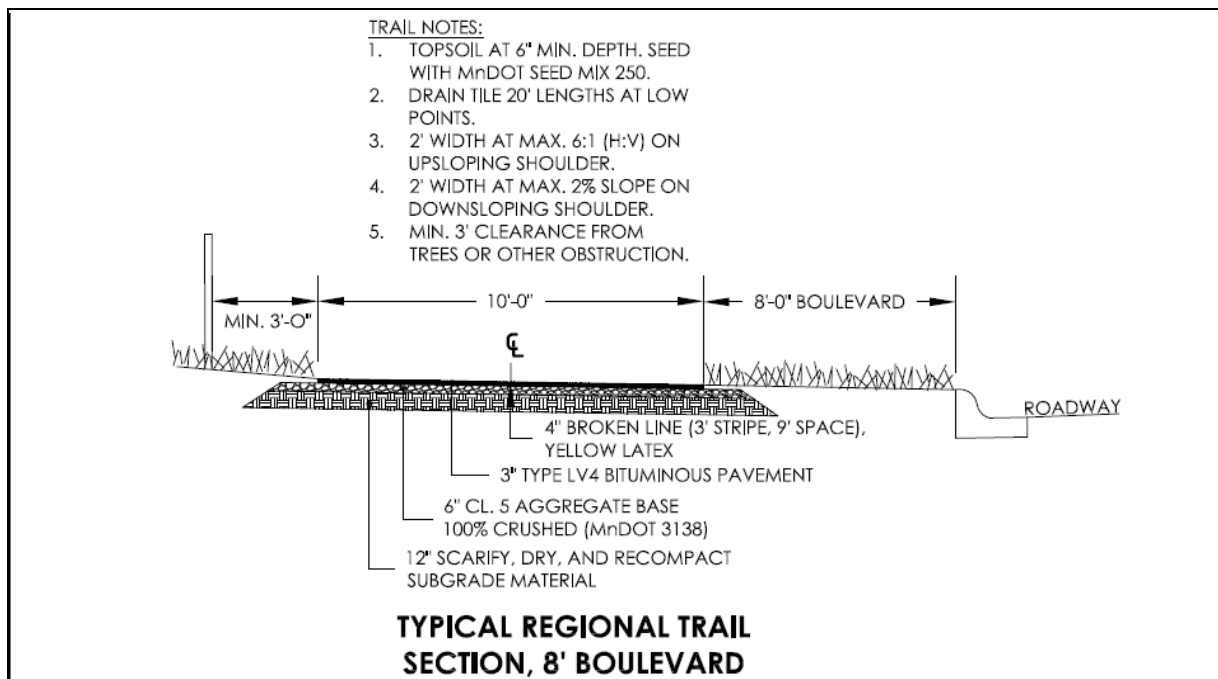 TRAIL NOTES:
1. TOPSOIL AT 6" MIN. DEPTH. SEED
WITH MnDOT SEED MIX 250.
2. DRAIN TILE 20' LENGTHS AT LOW
POINTS.
3. 2' WIDTH AT MAX. 6:1 (H:V) ON
UPSLOPING SHOULDER.
4. 2' WIDTH AT MAX. 2% SLOPE ON
DOWNSLOPING SHOULDER.
5. MIN. 3' CLEARANCE FROM
TREES OR OTHER OBSTRUCTION.
MIN. 3'-O"
10'-0"
8'-0" BOULEVARD
℄
ROADWAY
4" BROKEN LINE (3' STRIPE, 9' SPACE),
YELLOW LATEX
3" TYPE LV4 BITUMINOUS PAVEMENT
6" CL. 5 AGGREGATE BASE
100% CRUSHED (MnDOT 3138)
12" SCARIFY, DRY, AND RECOMPACT
SUBGRADE MATERIAL
TYPICAL REGIONAL TRAIL
SECTION, 8' BOULEVARD